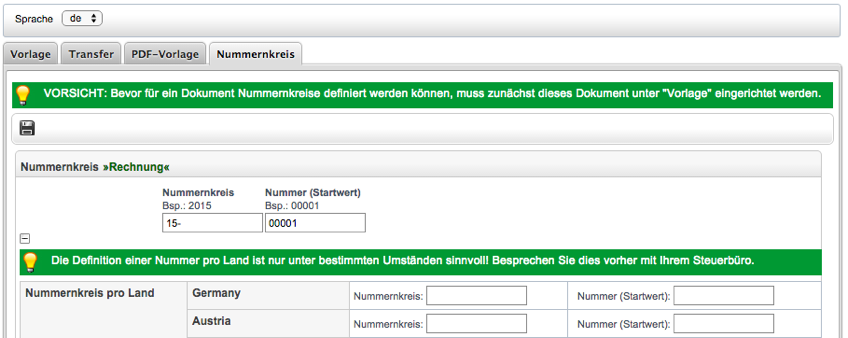 Sprache de
Vorlage Transfer PDF-Vorlage Nummernkreis
VORSICHT: Bevor für ein Dokument Nummernkreise definiert werden können, muss zunächst dieses Dokument unter "Vorlage" eingerichtet werden.
Nummernkreis »Rechnung«
Nummernkreis Nummer (Startwert)
Bsp.: 2015 Bsp.: 00001
15- 00001
Die Definition einer Nummer pro Land ist nur unter bestimmten Umständen sinnvoll! Besprechen Sie dies vorher mit Ihrem Steuerbüro.
Nummernkreis pro Land Germany Nummernkreis: Nummer (Startwert):
Austria Nummernkreis: Nummer (Startwert):